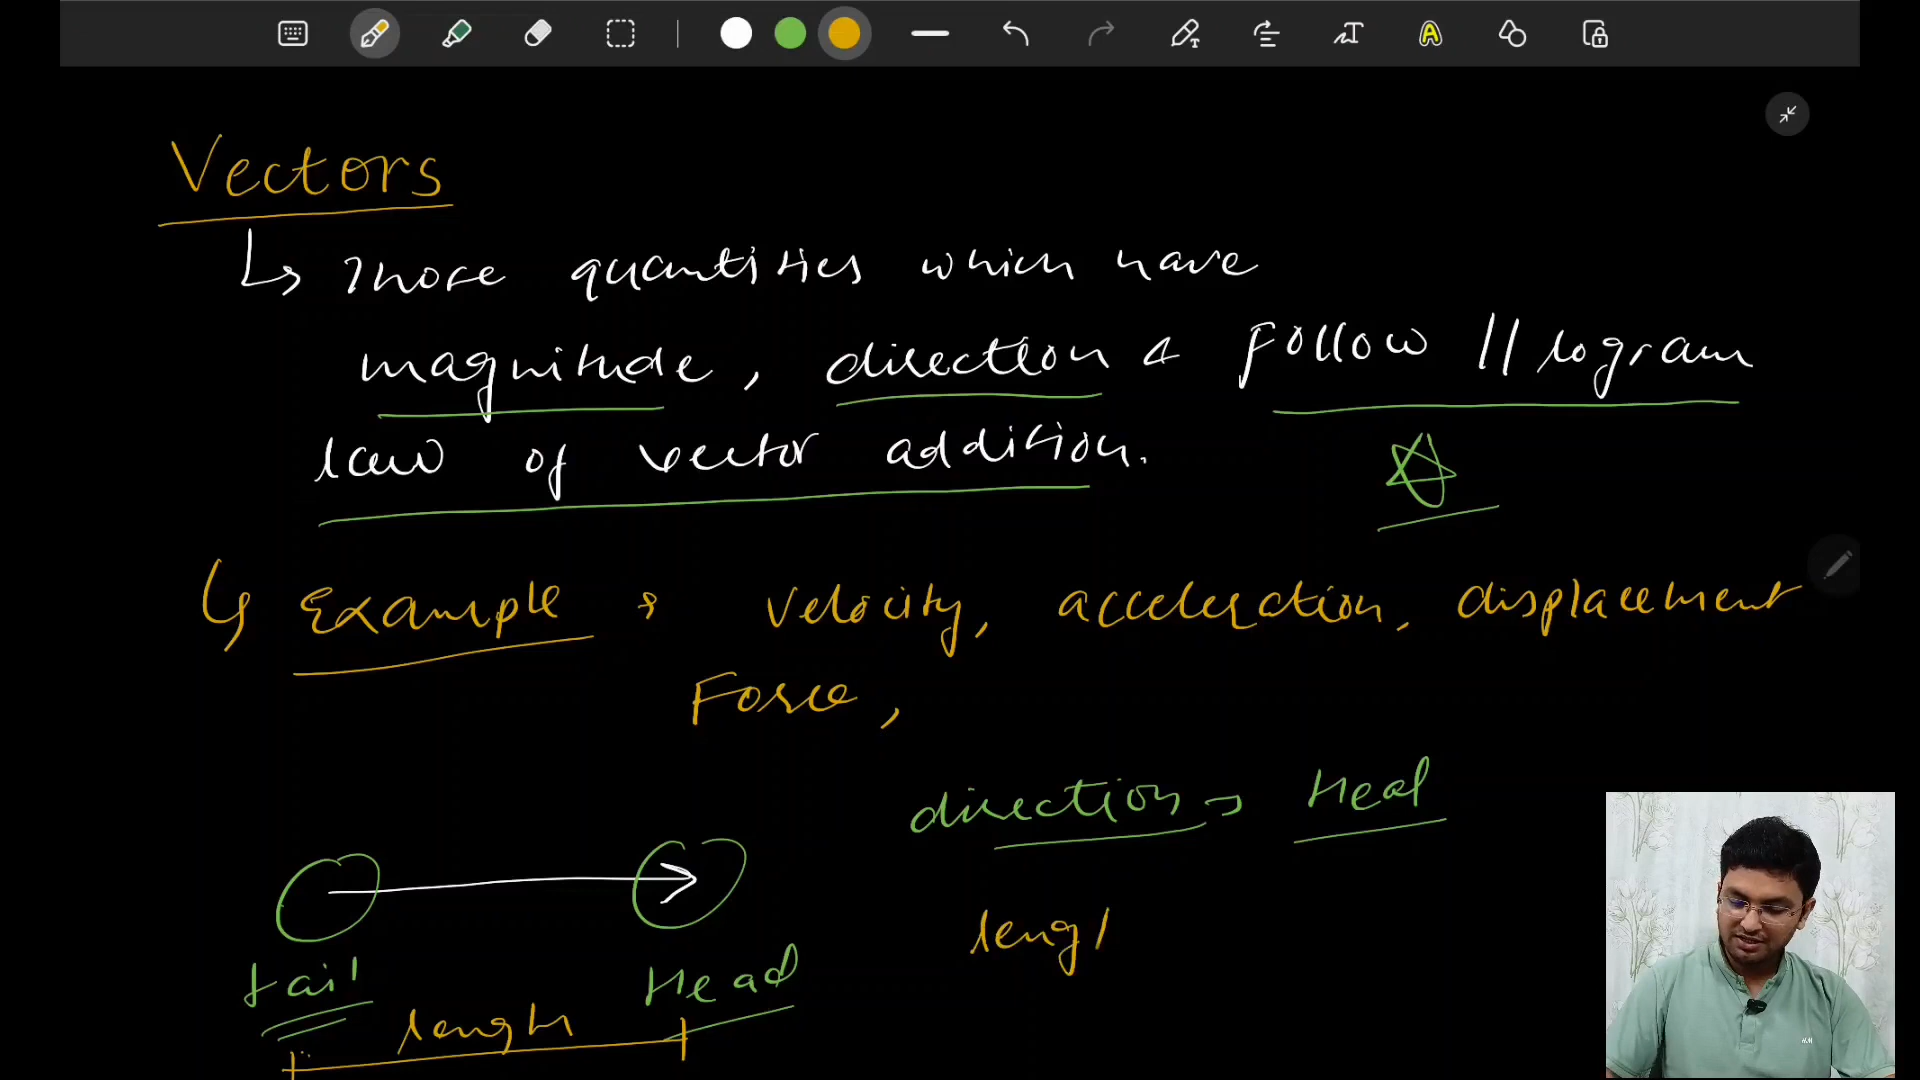 Vectors
↳ those quantities which have
magnitude, direction & follow //logram
law of vector addition.
↳ Example : velocity, acceleration, displacement
Force,
direction → Head
lengt
tail Head
length